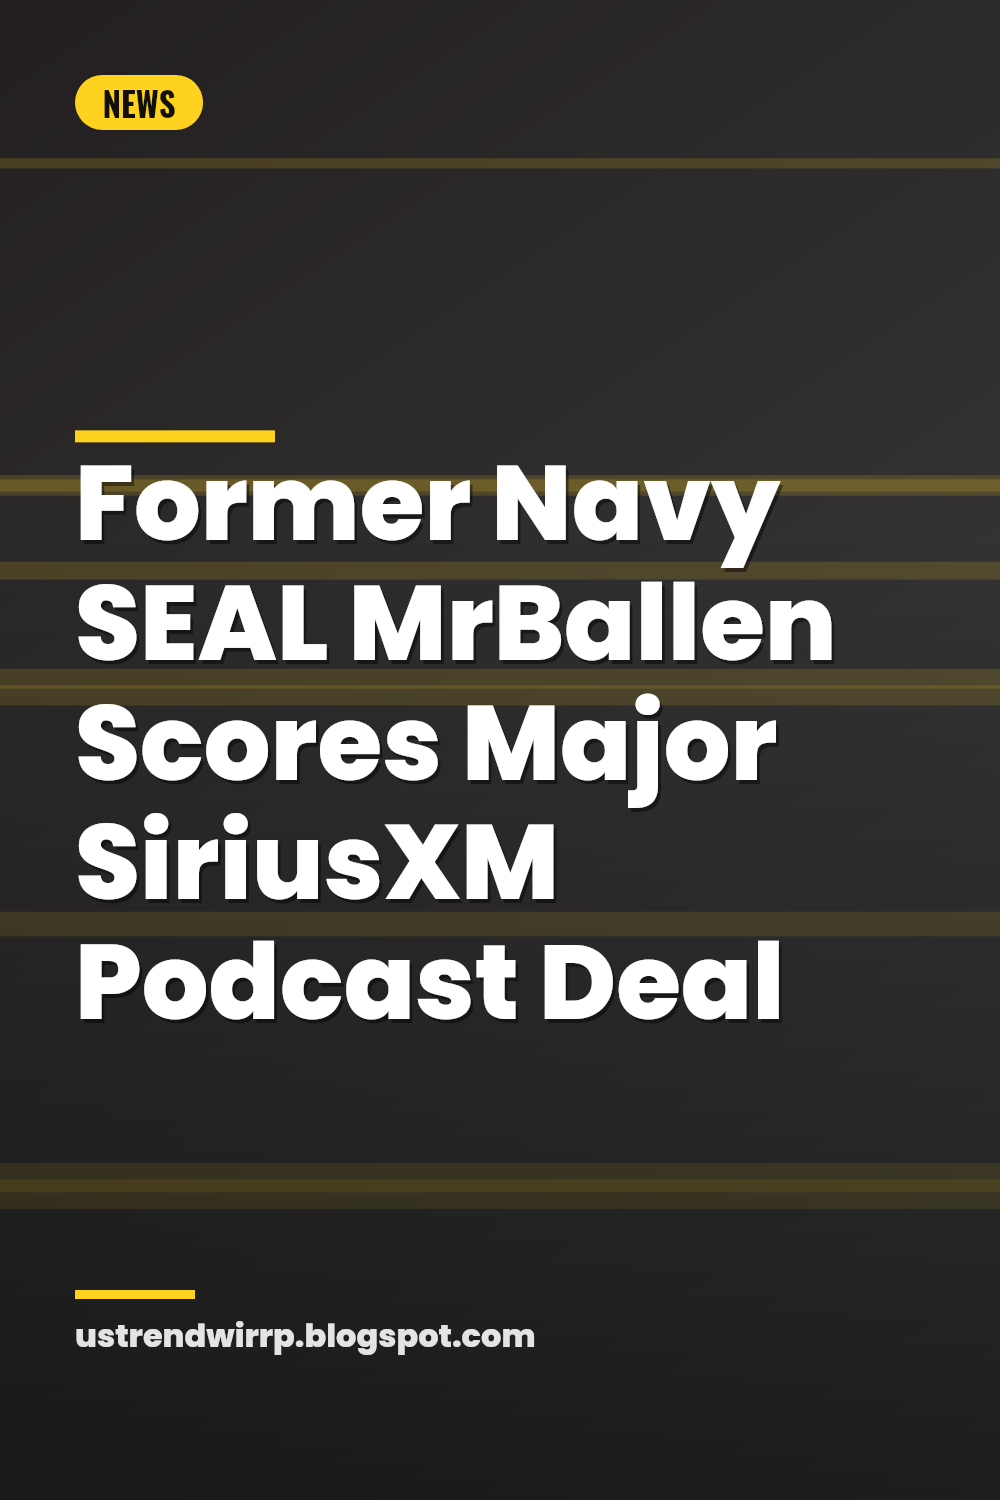 NEWS
Former Navy
SEAL MrBallen
Scores Major
SiriusXM
Podcast Deal
ustrendwirrp.blogspot.com